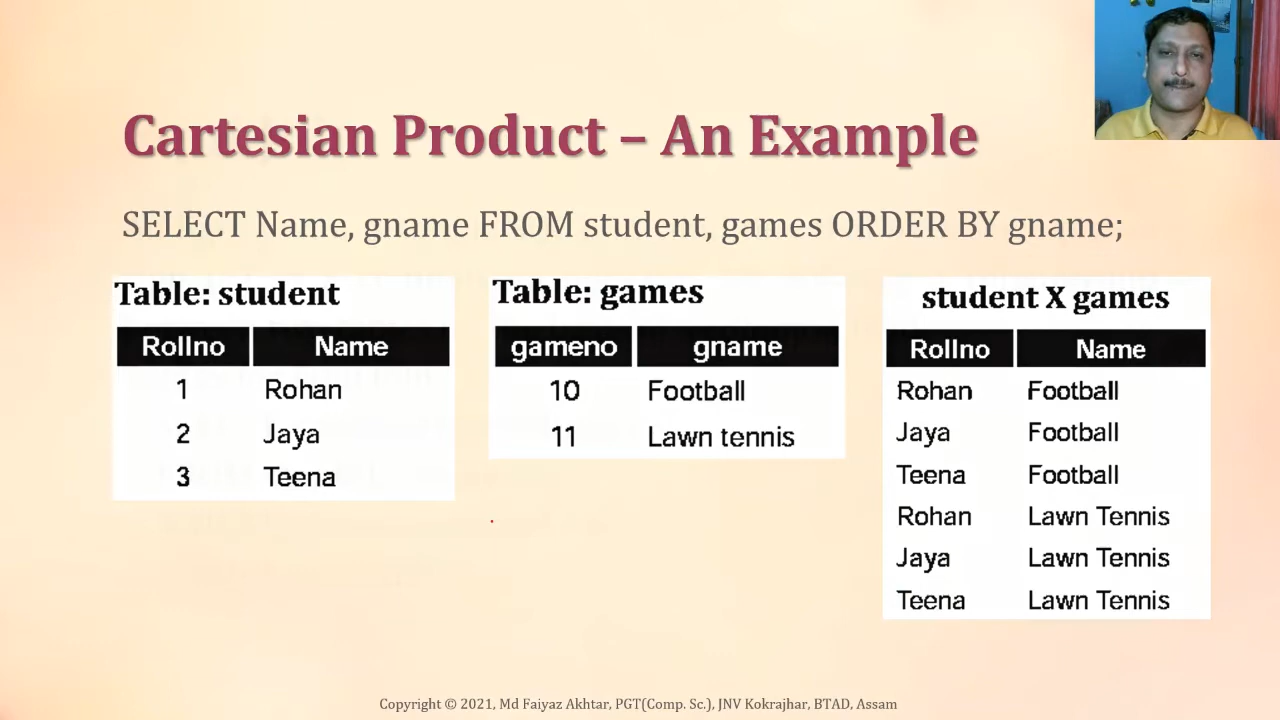 Cartesian Product – An Example
SELECT Name, gname FROM student, games ORDER BY gname;
Table: student
Rollno Name
1 Rohan
2 Jaya
3 Teena
Table: games
gameno gname
10 Football
11 Lawn tennis
student X games
Rollno Name
Rohan Football
Jaya Football
Teena Football
Rohan Lawn Tennis
Jaya Lawn Tennis
Teena Lawn Tennis
Copyright © 2021, Md Faiyaz Akhtar, PGT(Comp. Sc.), JNV Kokrajhar, BTAD, Assam